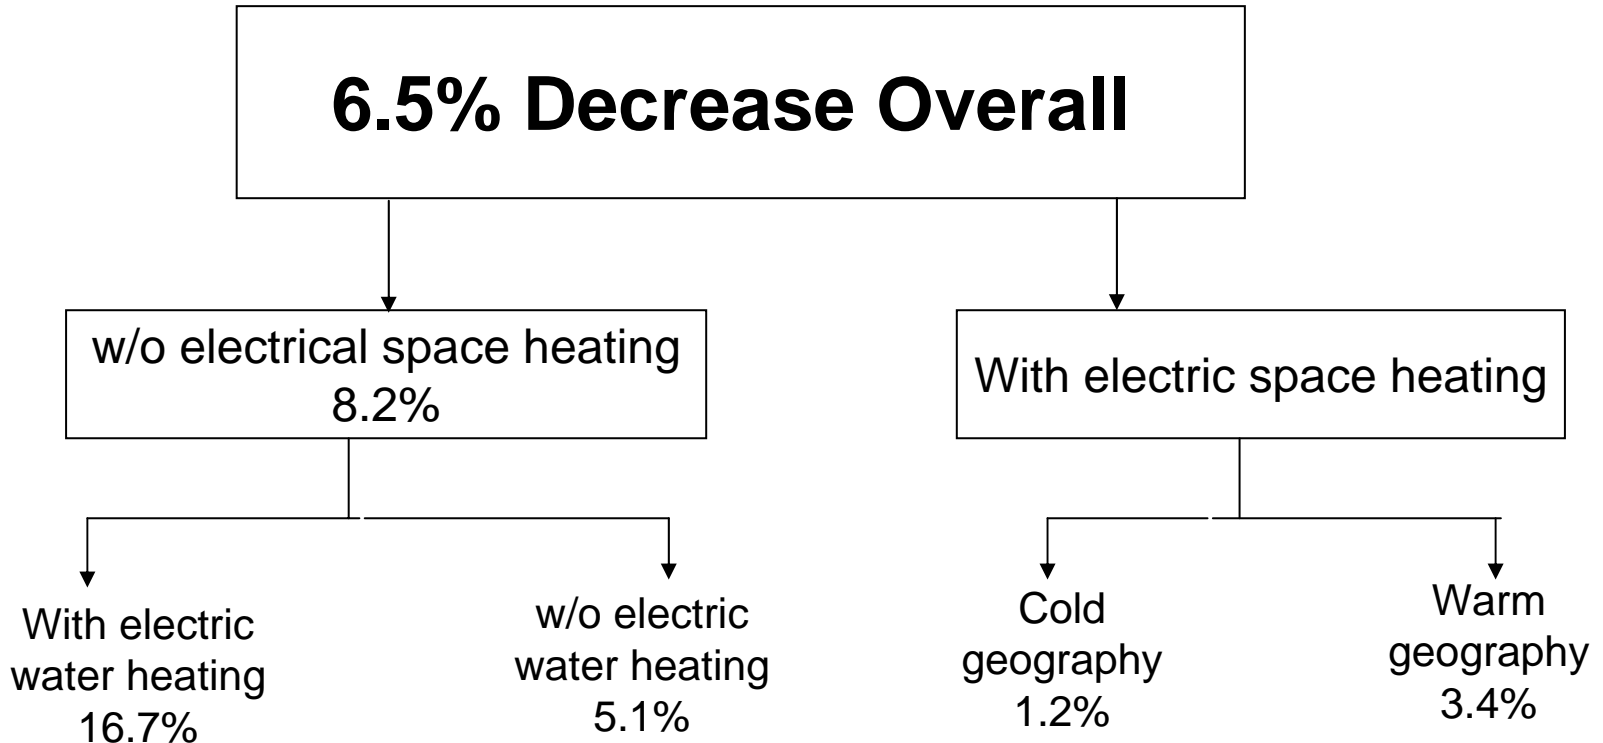 6.5% Decrease Overall
w/o electrical space heating
8.2%
With electric space heating
With electric
water heating
16.7%
w/o electric
water heating
5.1%
Cold
geography
1.2%
Warm
geography
3.4%